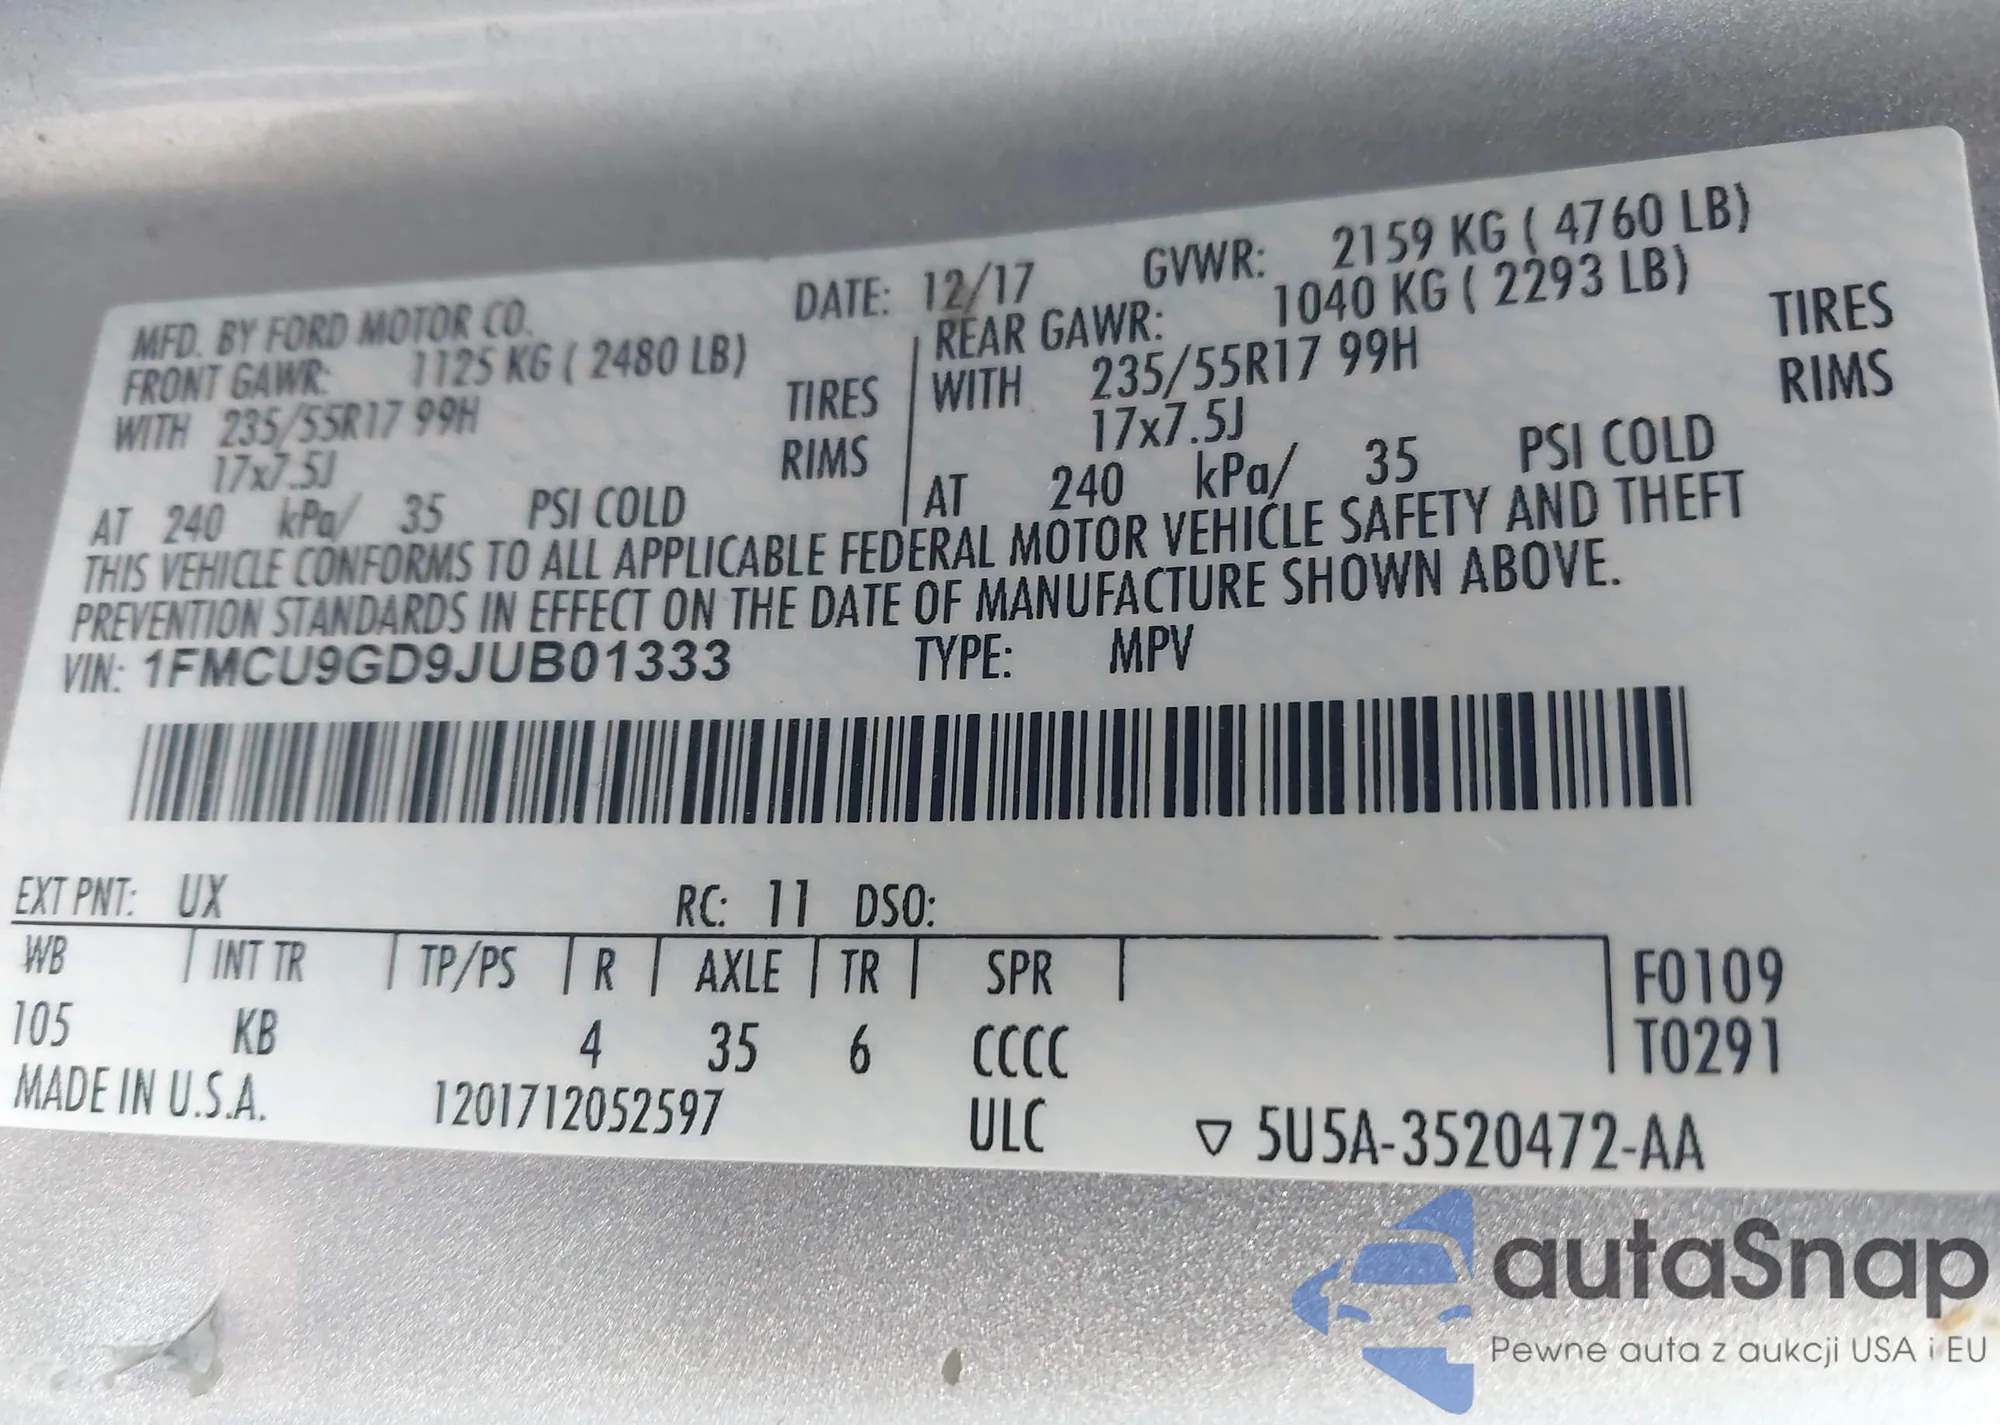 MFD. BY FORD MOTOR CO. DATE: 12/17 GVWR: 2159 KG ( 4760 LB)
FRONT GAWR: 1125 KG ( 2480 LB) REAR GAWR: 1040 KG ( 2293 LB)
WITH 235/55R17 99H TIRES WITH 235/55R17 99H TIRES
17x7.5J RIMS 17x7.5J RIMS
AT 240 kPa/ 35 PSI COLD AT 240 kPa/ 35 PSI COLD
THIS VEHICLE CONFORMS TO ALL APPLICABLE FEDERAL MOTOR VEHICLE SAFETY AND THEFT
PREVENTION STANDARDS IN EFFECT ON THE DATE OF MANUFACTURE SHOWN ABOVE.
VIN: 1FMCU9GD9JUB01333 TYPE: MPV
EXT PNT: UX RC: 11 DSO:
WB INT TR TP/PS R AXLE TR SPR F0109
105 KB 4 35 6 CCCC T0291
MADE IN U.S.A. 1201712052597 ULC ▽ 5U5A-3520472-AA
autaSnap
Pewne auta z aukcji USA i EU